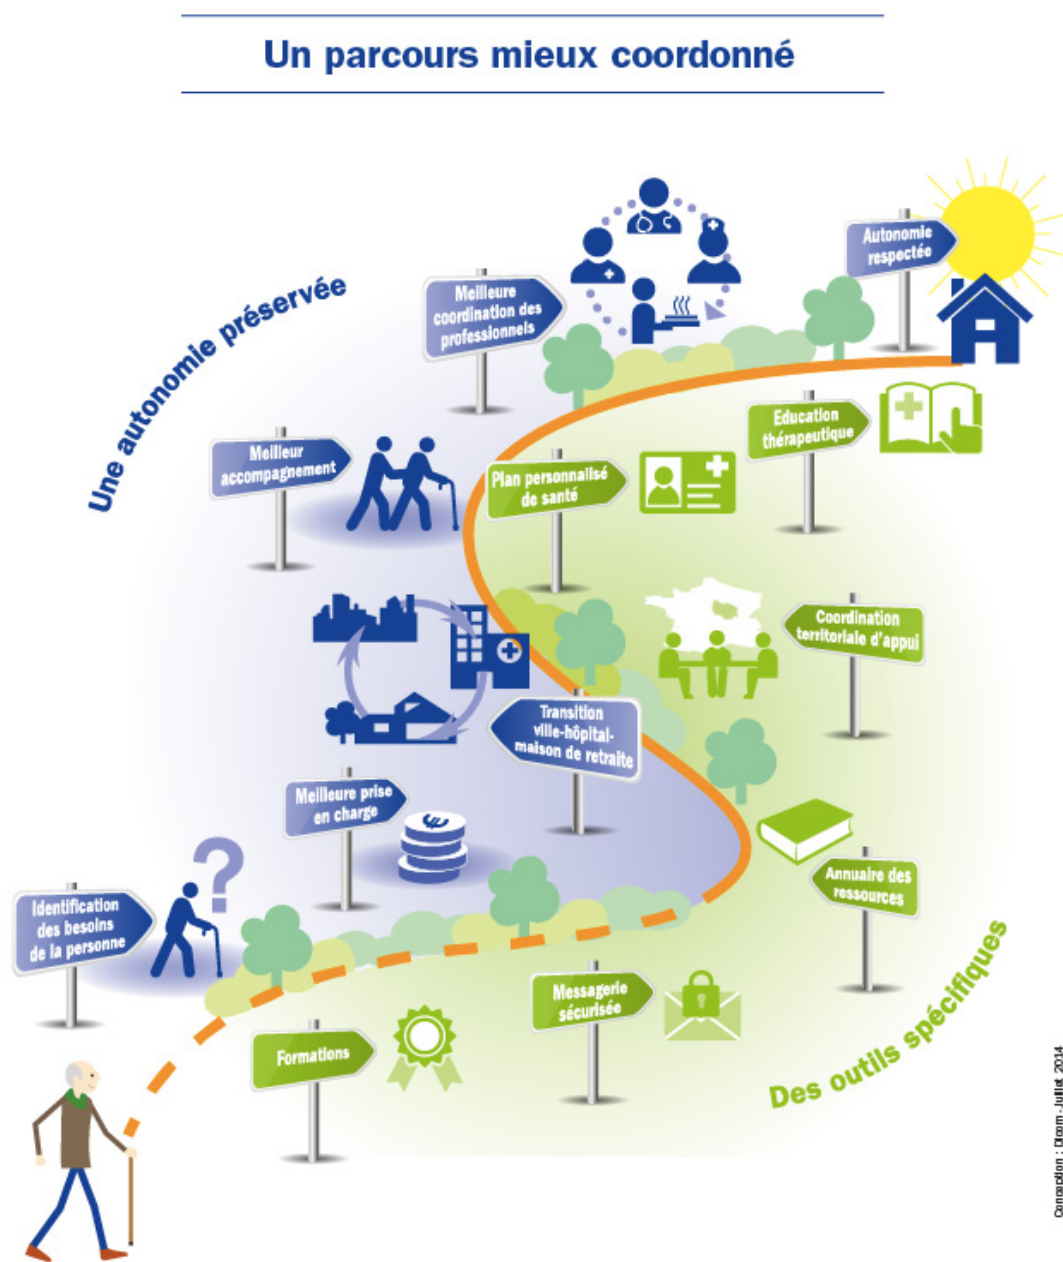 Un parcours mieux coordonné
Autonomie
respectée
Meilleure
coordination des
professionnels
Une autonomie préservée
Education
thérapeutique
Meilleur
accompagnement
Plan personnalisé
de santé
Coordination
territoriale d'appui
Transition
ville-hôpital-
maison de retraite
Meilleure prise
en charge
€
Annuaire des
ressources
?
Identification
des besoins
de la personne
Messagerie
sécurisée
Formations
Des outils spécifiques
Conception : Dicom - Juillet 2014